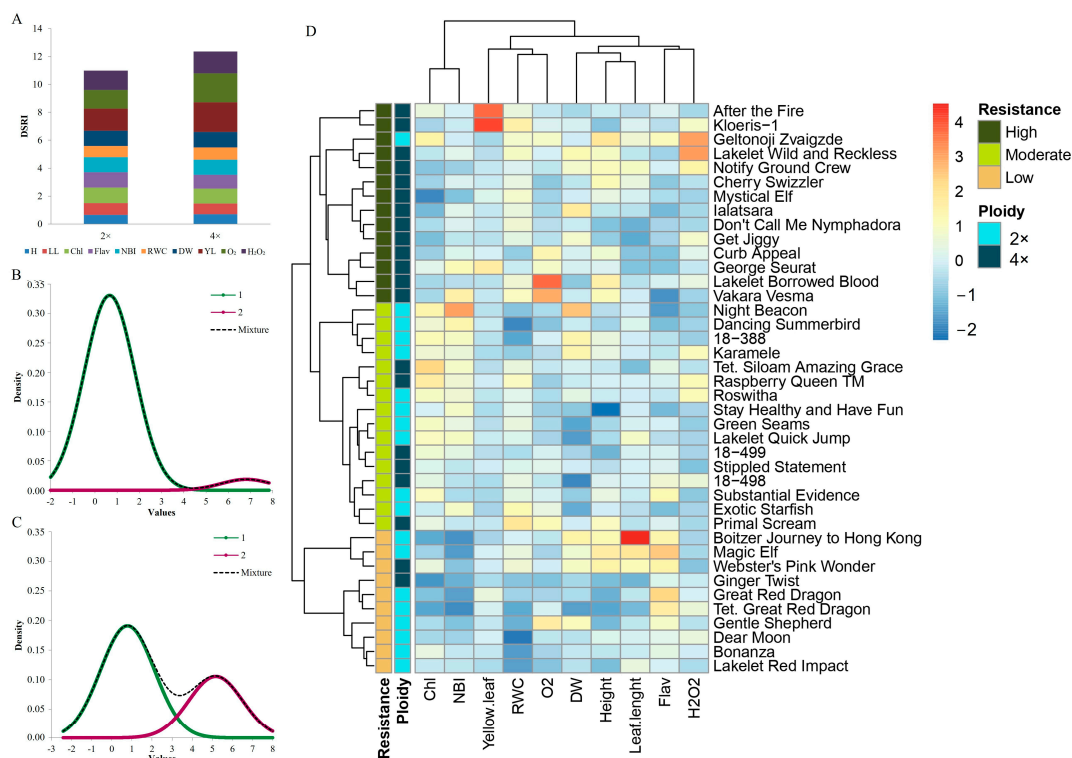 A
14
12
10
8
6
4
2
0
DSRI
2×
4×
H LL Chl Flav NBI RWC DW YL O₂ H₂O₂
B
0.35
0.30
0.25
0.20
0.15
0.10
0.05
0.00
Density
1
2
Mixture
-2 -1 0 1 2 3 4 5 6 7 8
Values
C
0.35
0.30
0.25
0.20
0.15
0.10
0.05
0.00
Density
1
2
Mixture
-3 -2 -1 0 1 2 3 4 5 6 7 8
Values
D
After the Fire
Kloeris−1
Geltonoji Zvaigzde
Lakelet Wild and Reckless
Notify Ground Crew
Cherry Swizzler
Mystical Elf
Ialatsara
Don't Call Me Nymphadora
Get Jiggy
Curb Appeal
George Seurat
Lakelet Borrowed Blood
Vakara Vesma
Night Beacon
Dancing Summerbird
18−388
Karamele
Tet. Siloam Amazing Grace
Raspberry Queen TM
Roswitha
Stay Healthy and Have Fun
Green Seams
Lakelet Quick Jump
18−499
Stippled Statement
18−498
Substantial Evidence
Exotic Starfish
Primal Scream
Boitzer Journey to Hong Kong
Magic Elf
Webster's Pink Wonder
Ginger Twist
Great Red Dragon
Tet. Great Red Dragon
Gentle Shepherd
Dear Moon
Bonanza
Lakelet Red Impact
Resistance
Ploidy
Chl
NBI
Yellow.leaf
RWC
O2
DW
Height
Leaf.lenght
Flav
H2O2
4
3
2
1
0
−1
−2
Resistance
High
Moderate
Low
Ploidy
2×
4×